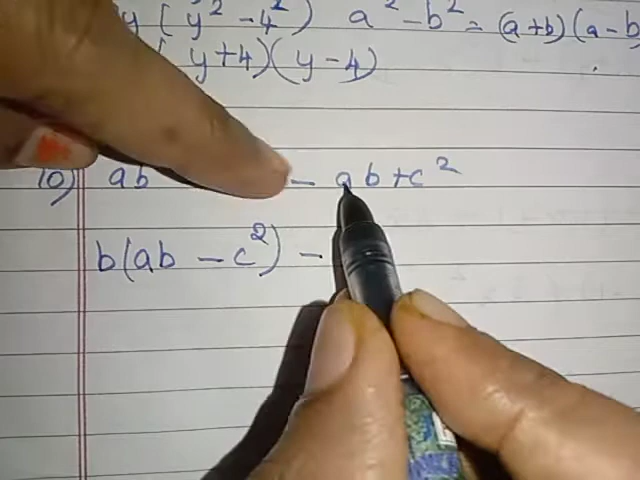 y[y² - 4²) a² - b² = (a+b)(a-b
y+4)(y-4)
10) ab - ab+c²
b(ab - c²) -